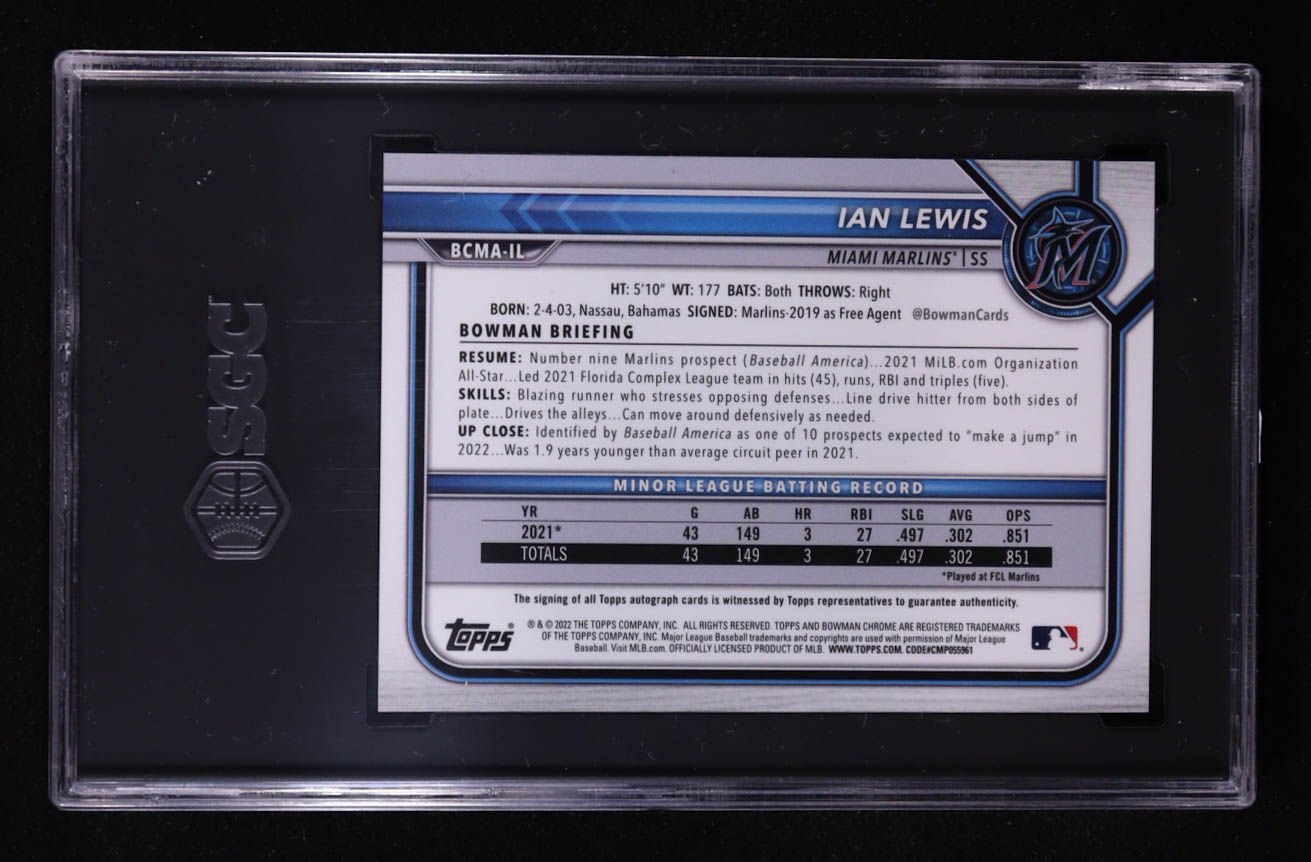 SGC
IAN LEWIS
BCMA-IL
MIAMI MARLINS® | SS
M
HT: 5'10" WT: 177 BATS: Both THROWS: Right
BORN: 2-4-03, Nassau, Bahamas SIGNED: Marlins-2019 as Free Agent @BowmanCards
BOWMAN BRIEFING
RESUME: Number nine Marlins prospect (Baseball America)...2021 MiLB.com Organization
All-Star...Led 2021 Florida Complex League team in hits (45), runs, RBI and triples (five).
SKILLS: Blazing runner who stresses opposing defenses...Line drive hitter from both sides of
plate...Drives the alleys...Can move around defensively as needed.
UP CLOSE: Identified by Baseball America as one of 10 prospects expected to "make a jump" in
2022...Was 1.9 years younger than average circuit peer in 2021.
MINOR LEAGUE BATTING RECORD
YR G AB HR RBI SLG AVG OPS
2021* 43 149 3 27 .497 .302 .851
TOTALS 43 149 3 27 .497 .302 .851
*Played at FCL Marlins
The signing of all Topps autograph cards is witnessed by Topps representatives to guarantee authenticity.
Topps®
® & © 2022 THE TOPPS COMPANY, INC. ALL RIGHTS RESERVED. TOPPS AND BOWMAN CHROME ARE REGISTERED TRADEMARKS
OF THE TOPPS COMPANY, INC. Major League Baseball trademarks and copyrights are used with permission of Major League
Baseball. Visit MLB.com. OFFICIALLY LICENSED PRODUCT OF MLB. WWW.TOPPS.COM. CODE#CMP055961